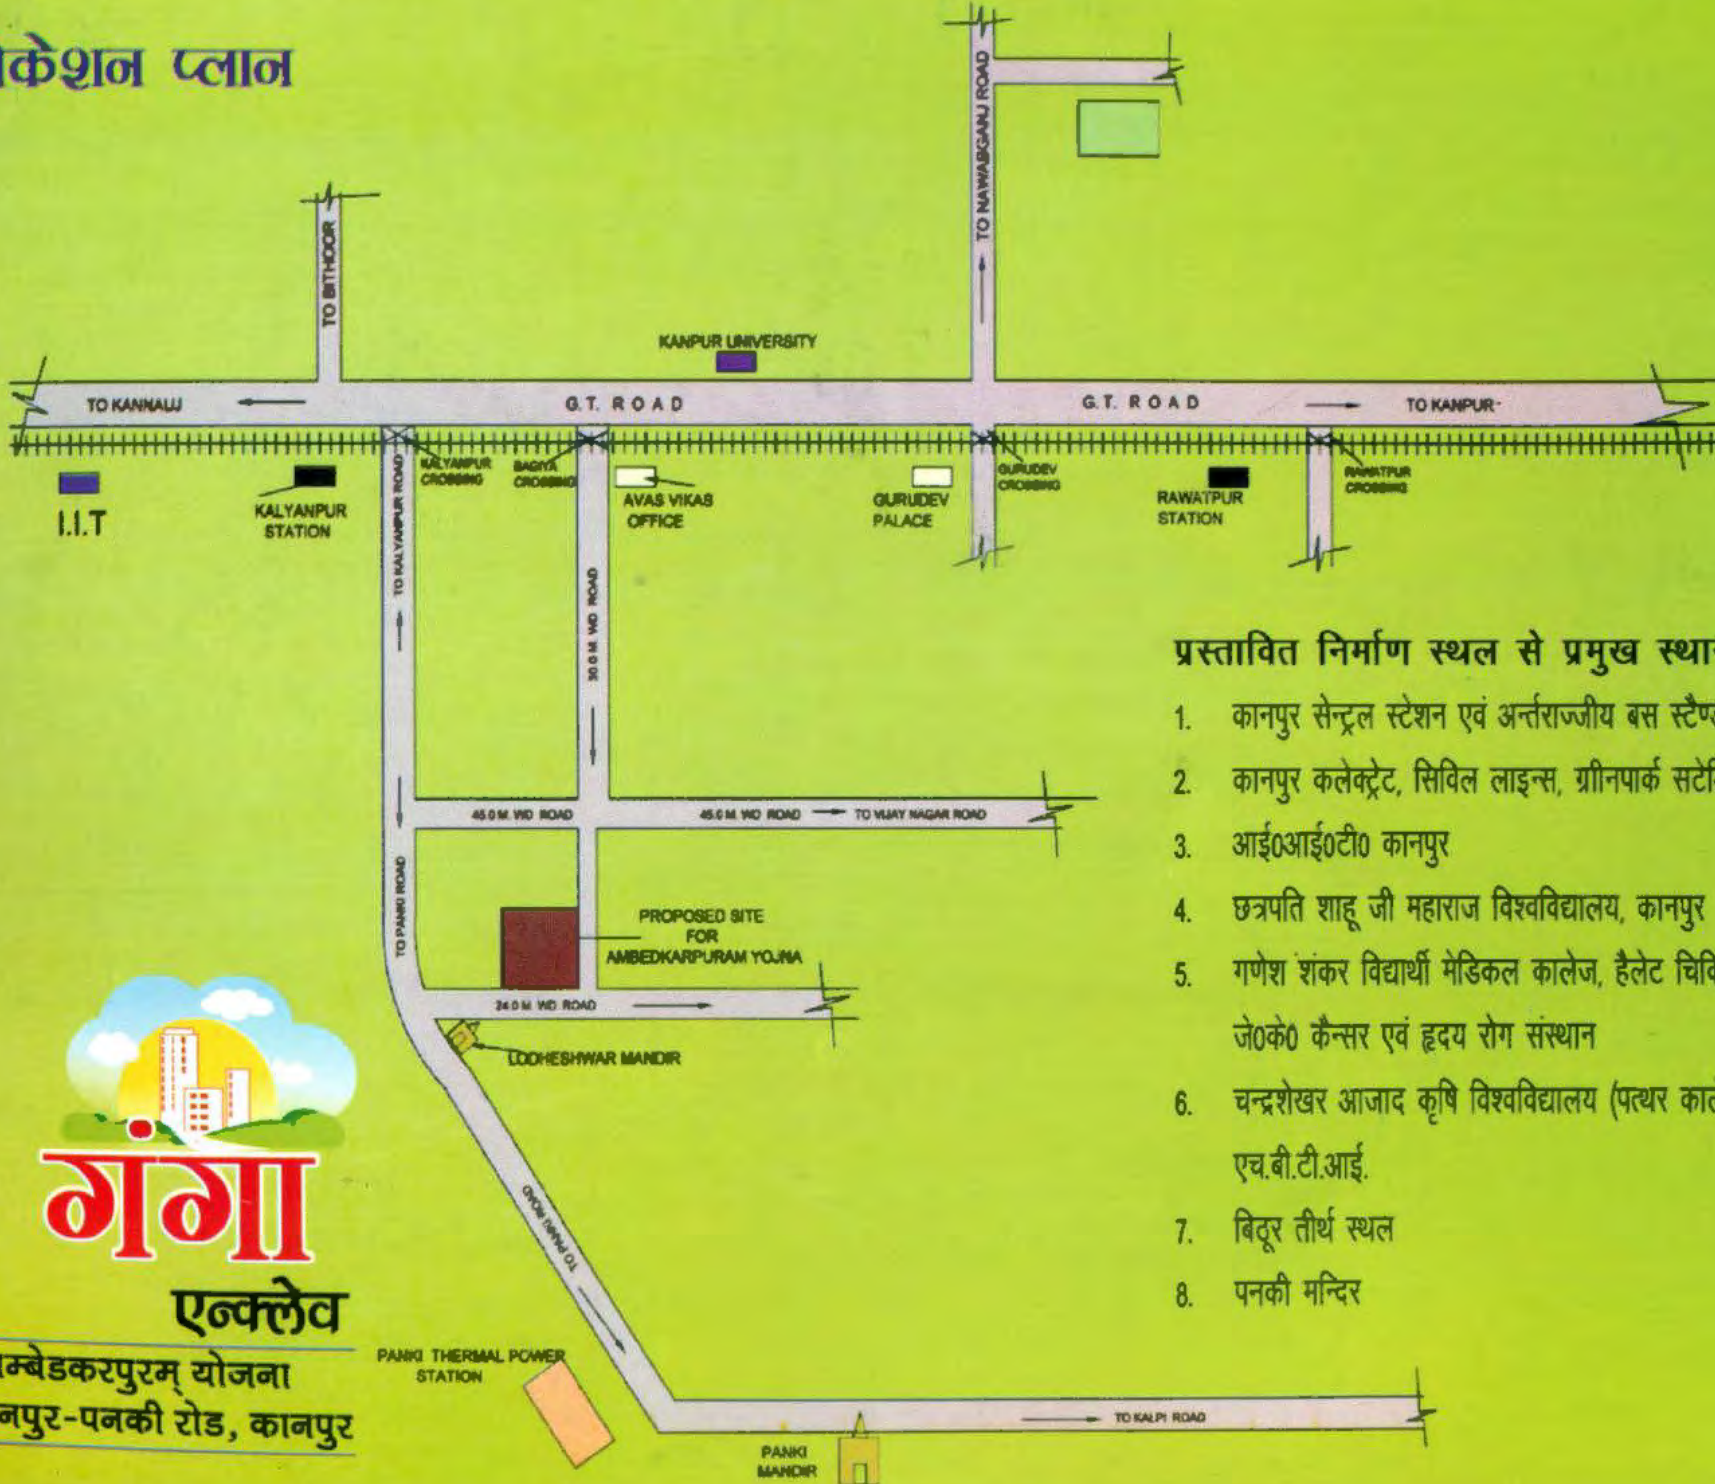 केशन प्लान
TO NAWABGANJ ROAD
TO BITHOOR
KANPUR UNIVERSITY
TO KANNAUJ
G.T. ROAD
G.T. ROAD
TO KANPUR
I.I.T
KALYANPUR
STATION
TO KALYANPUR ROAD
KALYANPUR
CROSSING
BAGIYA
CROSSING
AVAS VIKAS
OFFICE
GURUDEV
PALACE
GURUDEV
CROSSING
RAWATPUR
STATION
RAWATPUR
CROSSING
30.0 M. WD ROAD
45.0 M. WD ROAD
45.0 M. WD ROAD
TO VIJAY NAGAR ROAD
TO PANKI ROAD
PROPOSED SITE
FOR
AMBEDKARPURAM YOJNA
24.0 M. WD ROAD
LODHESHWAR MANDIR
TO PANKI ROAD
PANKI THERMAL POWER
STATION
TO KALPI ROAD
PANKI
MANDIR
प्रस्तावित निर्माण स्थल से प्रमुख स्था
1. कानपुर सेन्ट्रल स्टेशन एवं अर्न्तराज्जीय बस स्टैण्ड
2. कानपुर कलेक्ट्रेट, सिविल लाइन्स, ग्रीनपार्क सटेडि
3. आई0आई0टी0 कानपुर
4. छत्रपति शाहू जी महाराज विश्वविद्यालय, कानपुर
5. गणेश शंकर विद्यार्थी मेडिकल कालेज, हैलेट चिकि
जे0के0 कैन्सर एवं हृदय रोग संस्थान
6. चन्द्रशेखर आजाद कृषि विश्वविद्यालय (पत्थर काले
एच.बी.टी.आई.
7. बिठूर तीर्थ स्थल
8. पनकी मन्दिर
गंगा
एन्क्लेव
म्बेडकरपुरम् योजना
नपुर-पनकी रोड, कानपुर